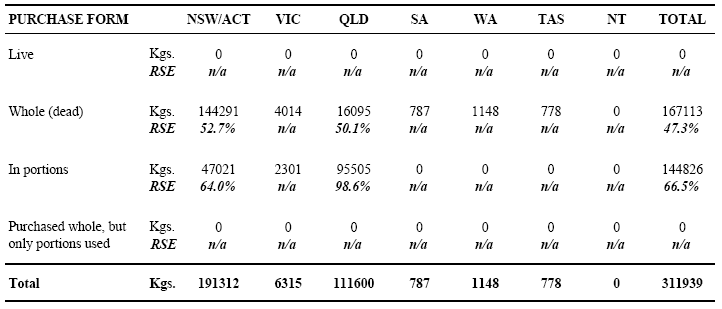 PURCHASE FORM NSW/ACT VIC QLD SA WA TAS NT TOTAL
Live Kgs. 0 0 0 0 0 0 0 0
RSE n/a n/a n/a n/a n/a n/a n/a n/a
Whole (dead) Kgs. 144291 4014 16095 787 1148 778 0 167113
RSE 52.7% n/a 50.1% n/a n/a n/a n/a 47.3%
In portions Kgs. 47021 2301 95505 0 0 0 0 144826
RSE 64.0% n/a 98.6% n/a n/a n/a n/a 66.5%
Purchased whole, but Kgs. 0 0 0 0 0 0 0 0
only portions used RSE n/a n/a n/a n/a n/a n/a n/a n/a
Total Kgs. 191312 6315 111600 787 1148 778 0 311939